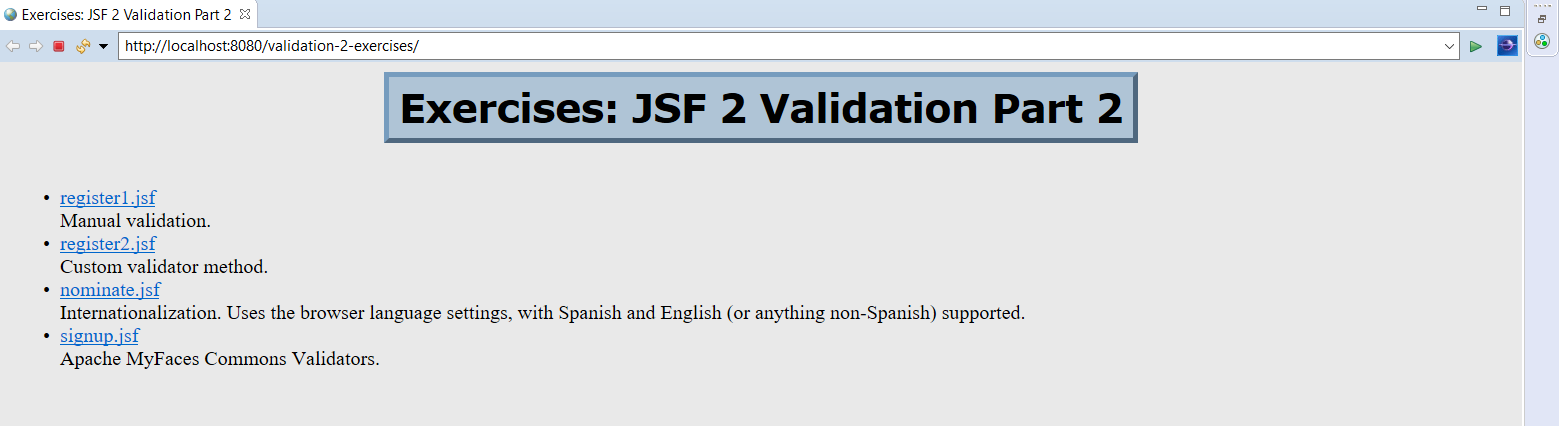 Exercises: JSF 2 Validation Part 2
http://localhost:8080/validation-2-exercises/
Exercises: JSF 2 Validation Part 2
• register1.jsf
Manual validation.
• register2.jsf
Custom validator method.
• nominate.jsf
Internationalization. Uses the browser language settings, with Spanish and English (or anything non-Spanish) supported.
• signup.jsf
Apache MyFaces Commons Validators.